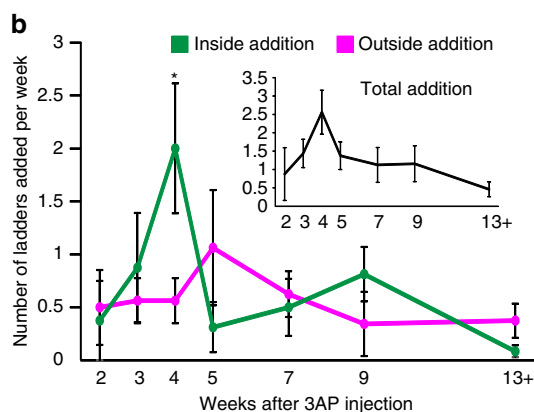 b
Inside addition
Outside addition
Number of ladders added per week
3
2.5
2
1.5
1
0.5
0
*
Total addition
3.5
3
2.5
2
1.5
1
0.5
0
2 3 4 5 7 9 13+
2 3 4 5 7 9 13+
Weeks after 3AP injection